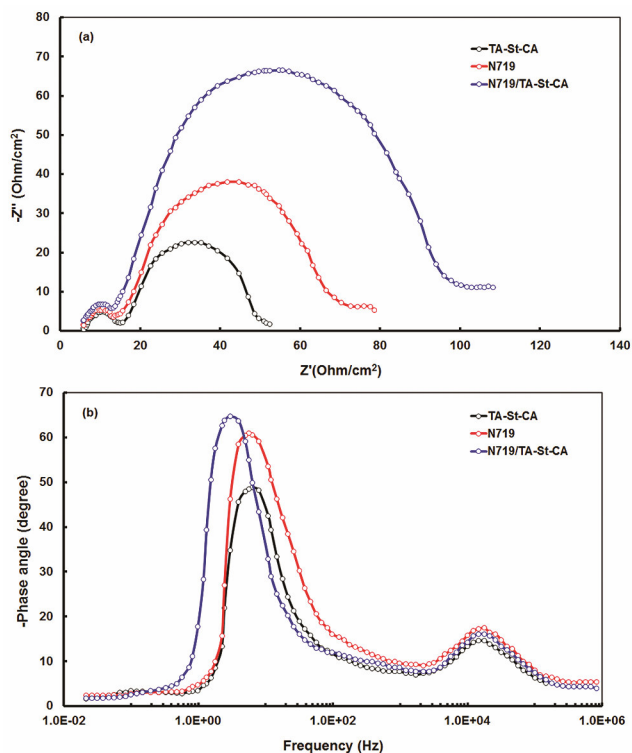 (a)
TA-St-CA
N719
N719/TA-St-CA
80
70
60
50
40
30
20
10
0
-Z'' (Ohm/cm2)
0 20 40 60 80 100 120 140
Z'(Ohm/cm2)
(b)
TA-St-CA
N719
N719/TA-St-CA
70
60
50
40
30
20
10
0
-Phase angle (degree)
1.0E-02 1.0E+00 1.0E+02 1.0E+04 1.0E+06
Frequency (Hz)